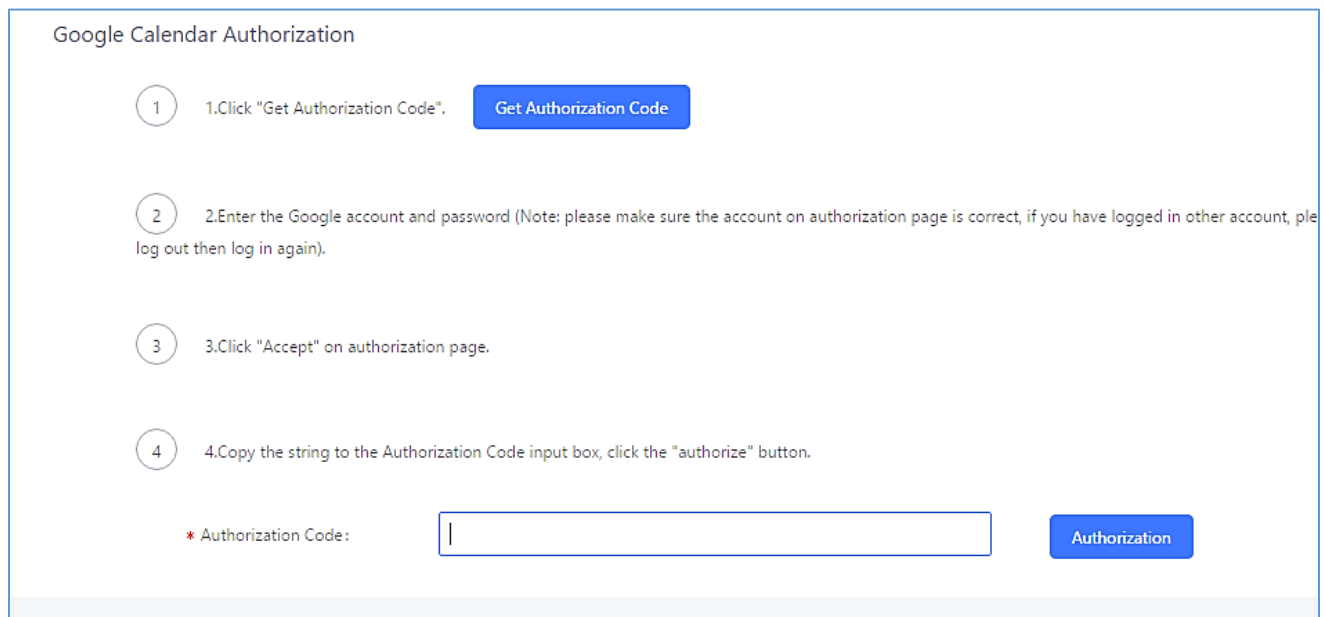 Google Calendar Authorization
1 1.Click "Get Authorization Code". Get Authorization Code
2 2.Enter the Google account and password (Note: please make sure the account on authorization page is correct, if you have logged in other account, ple
log out then log in again).
3 3.Click "Accept" on authorization page.
4 4.Copy the string to the Authorization Code input box, click the "authorize" button.
* Authorization Code: Authorization